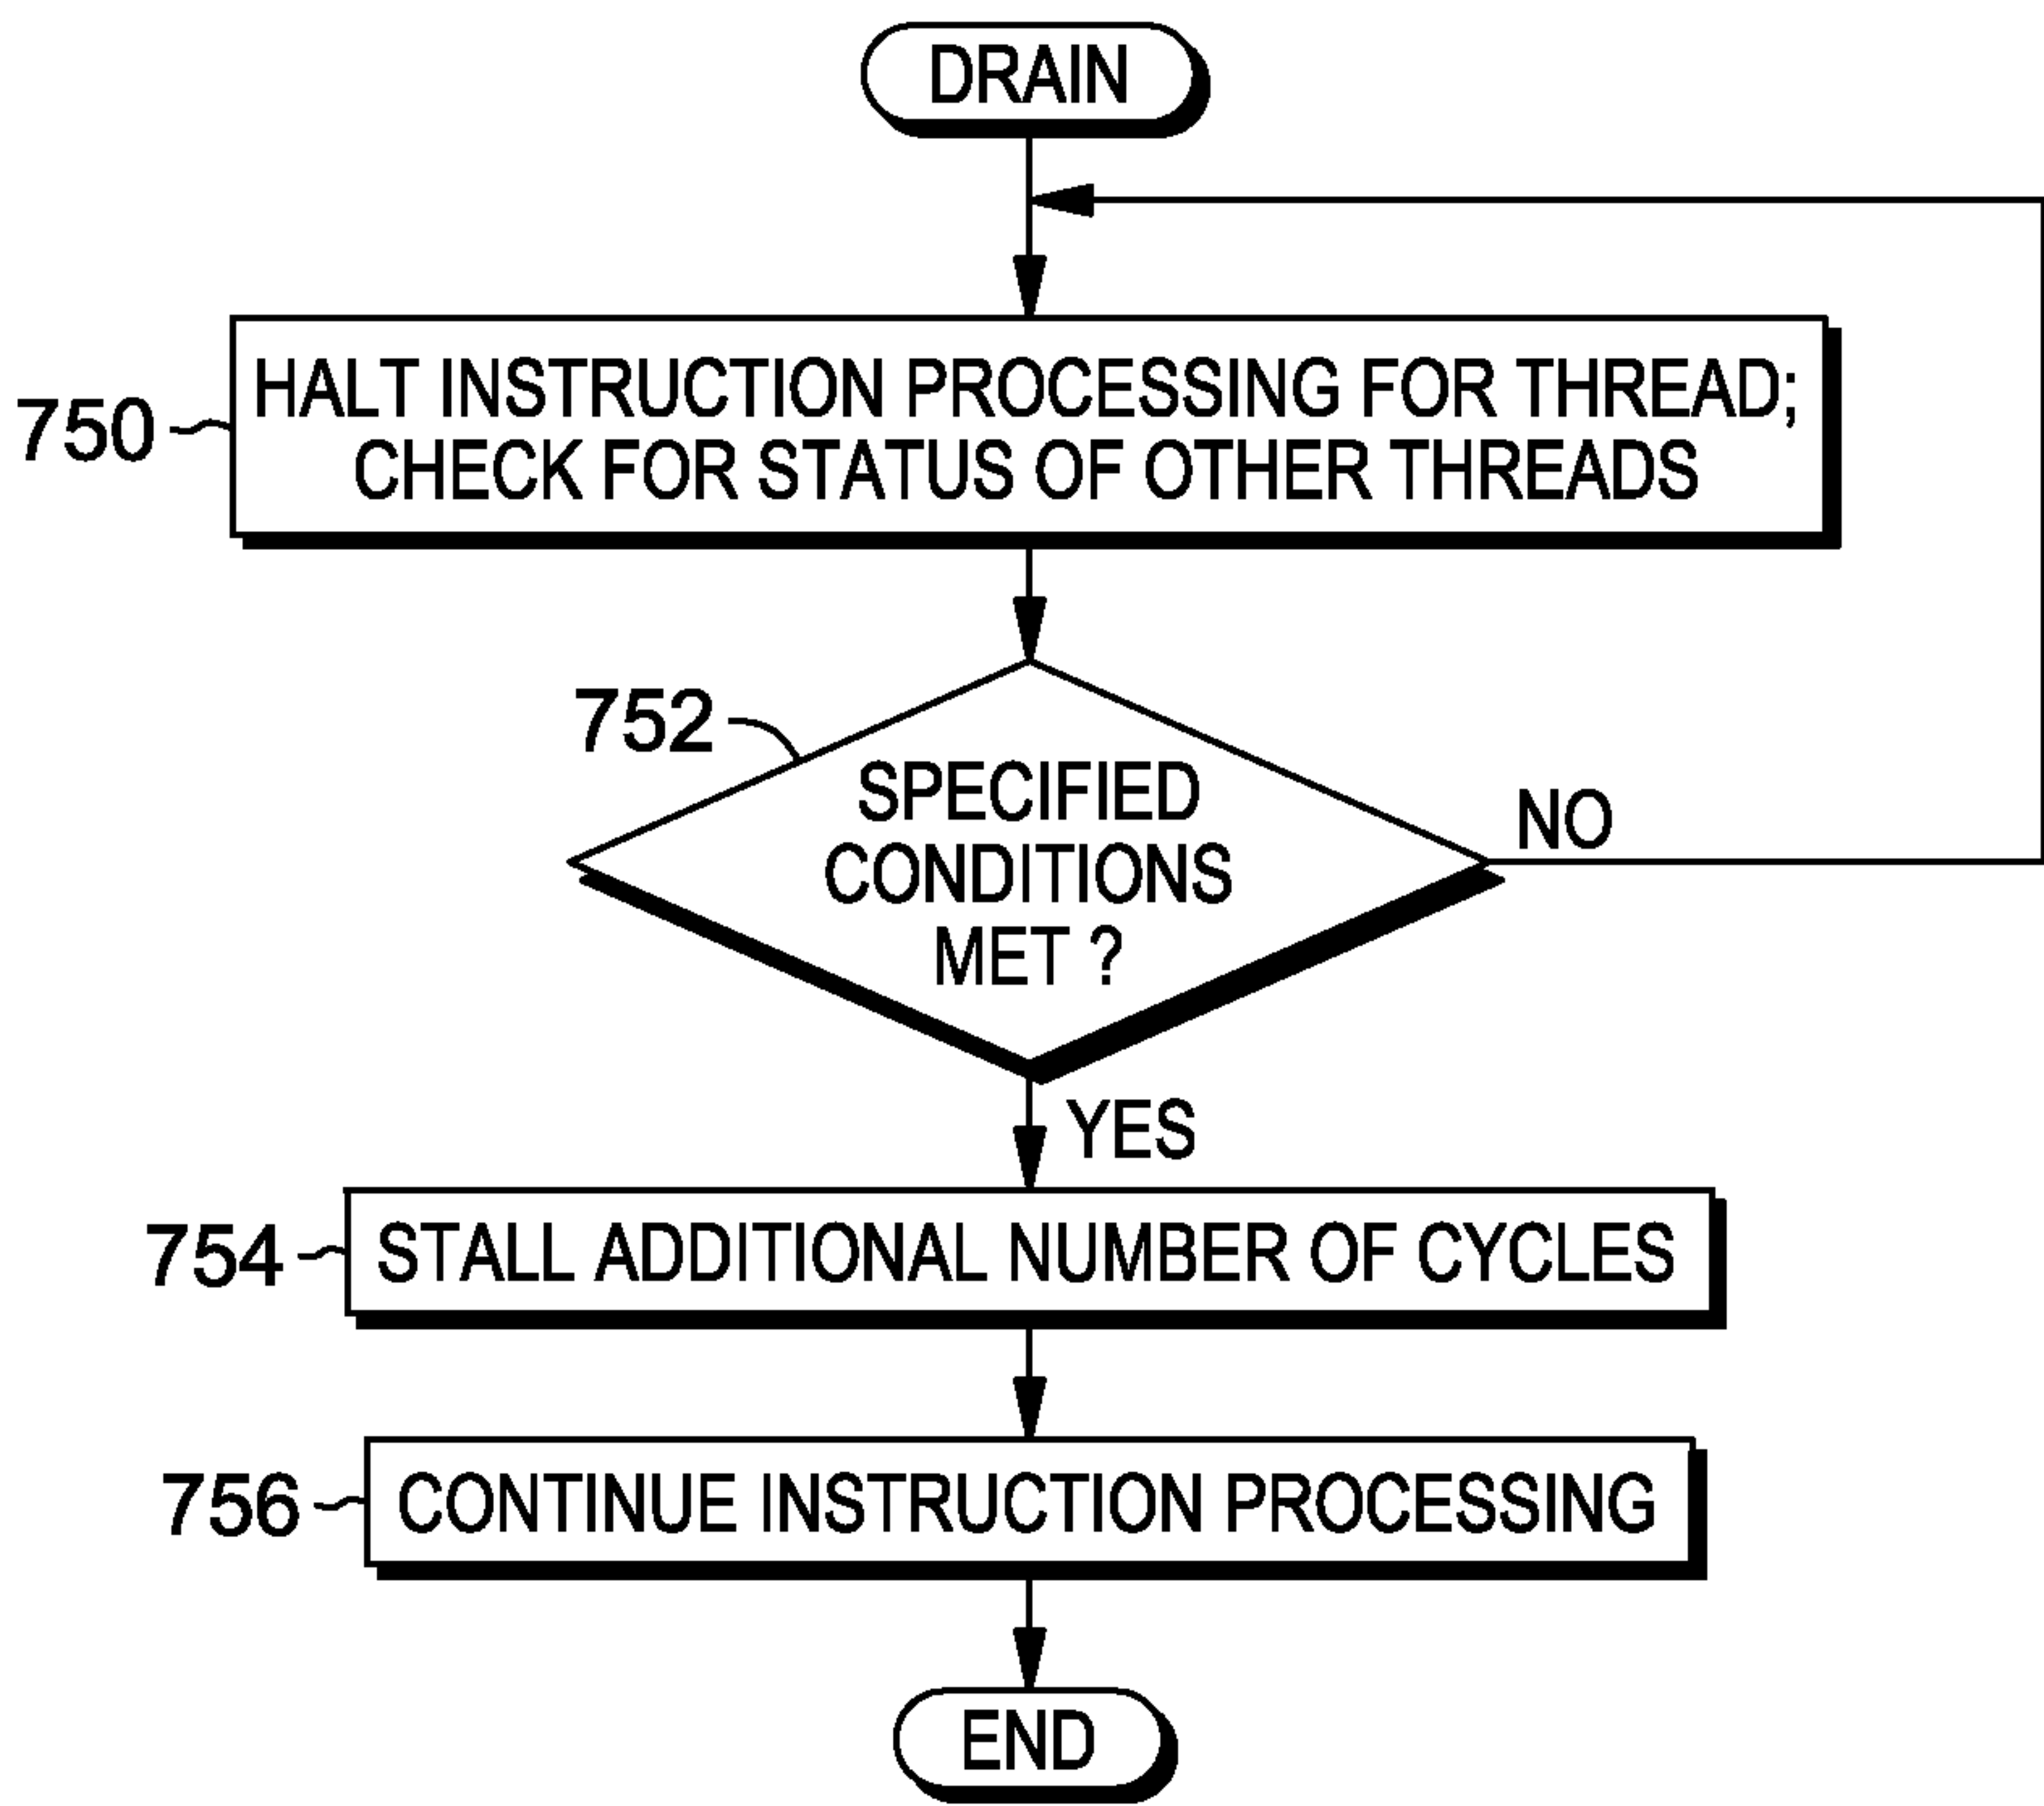 DRAIN
HALT INSTRUCTION PROCESSING FOR THREAD;
CHECK FOR STATUS OF OTHER THREADS
750
752
SPECIFIED
CONDITIONS
MET ?
NO
YES
754
STALL ADDITIONAL NUMBER OF CYCLES
756
CONTINUE INSTRUCTION PROCESSING
END